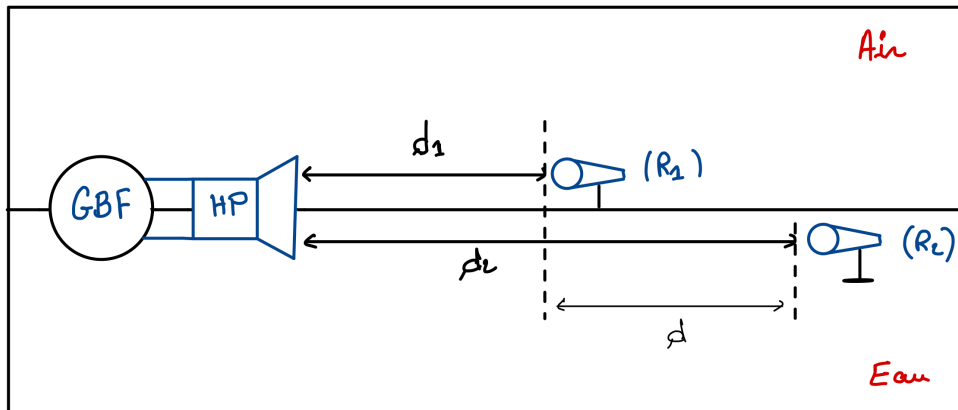 Air
d1
(R1)
GBF
HP
d2
(R2)
d
Eau